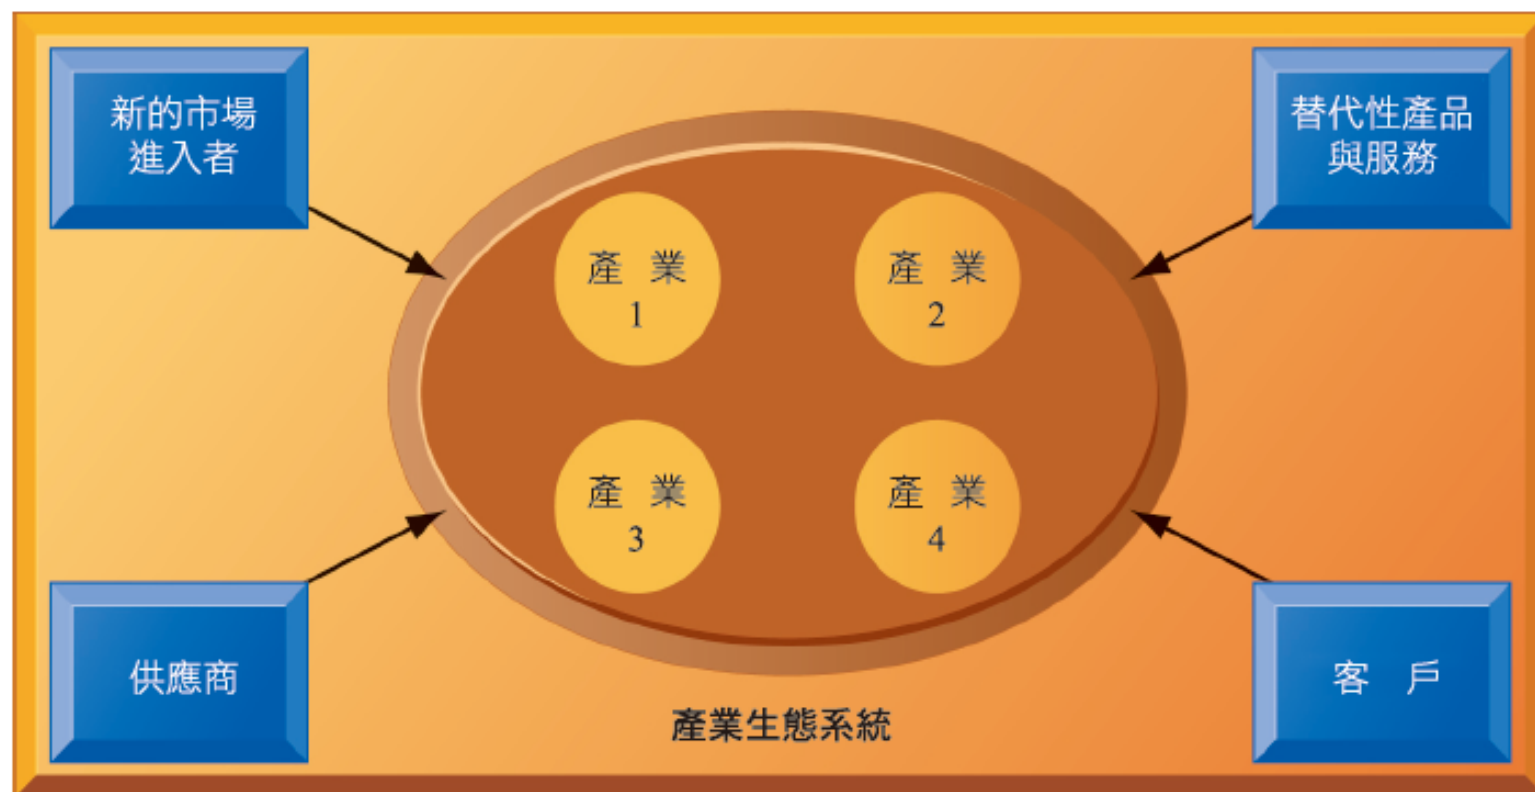 新的市場
進入者
替代性產品
與服務
產 業
1
產 業
2
產 業
3
產 業
4
供應商
客 戶
產業生態系統